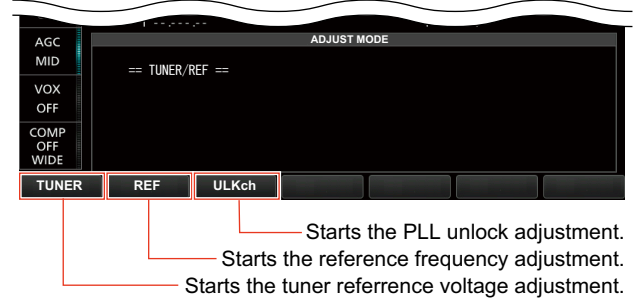 AGC
MID
ADJUST MODE
== TUNER/REF ==
VOX
OFF
COMP
OFF
WIDE
TUNER REF ULKch
Starts the PLL unlock adjustment.
Starts the reference frequency adjustment.
Starts the tuner referrence voltage adjustment.